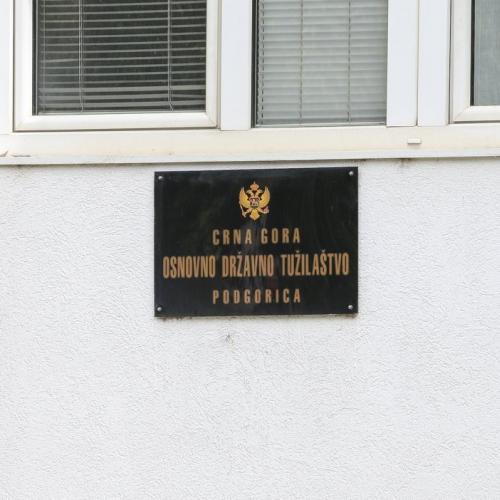 CRNA GORA
OSNOVNO DRŽAVNO TUŽILAŠTVO
PODGORICA